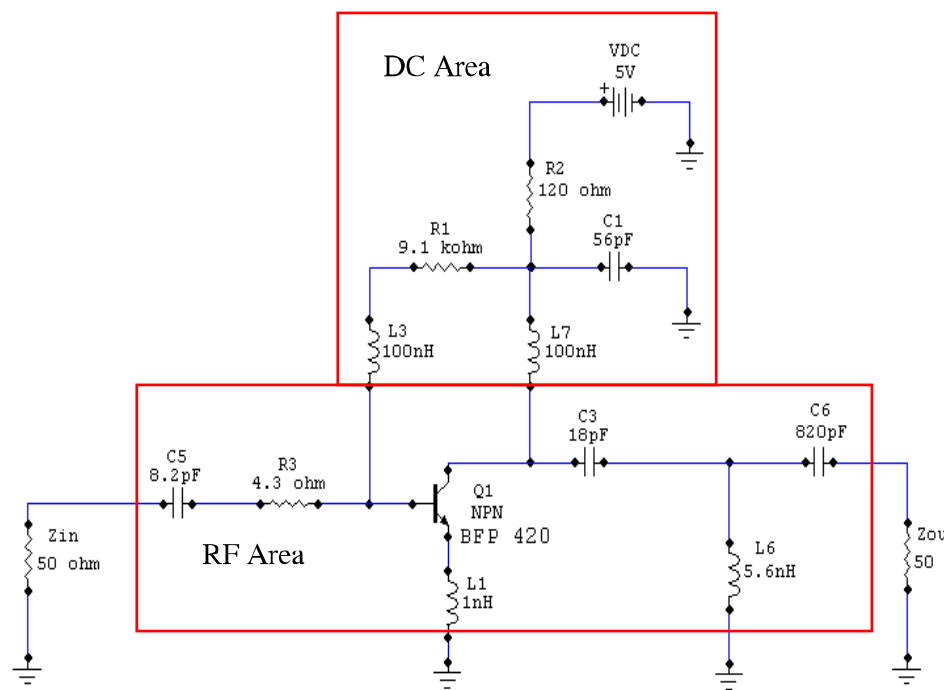 DC Area
VDC
5V
+
R2
120 ohm
R1
9.1 kohm
C1
56pF
L3
100nH
L7
100nH
C3
18pF
C6
820pF
C5
8.2pF
R3
4.3 ohm
Q1
NPN
BFP 420
Zin
50 ohm
RF Area
L1
1nH
L6
5.6nH
Zou
50